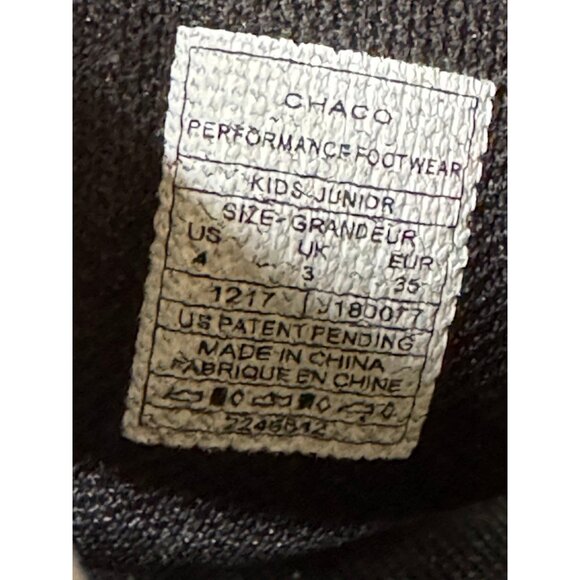 CHACO
PERFORMANCE FOOTWEAR
KIDS-JUNIOR
SIZE-GRANDEUR
US UK EUR
4 3 35
1217 J180077
US PATENT PENDING
MADE IN CHINA
FABRIQUE EN CHINE